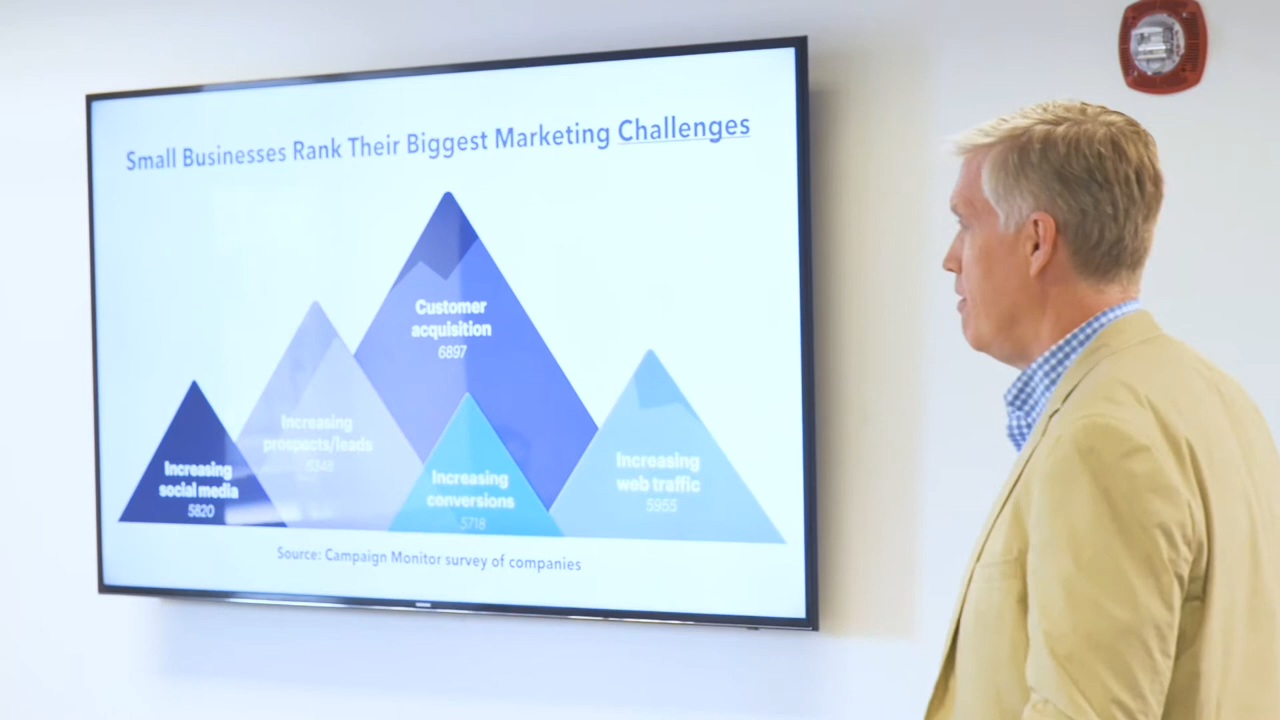 Small Businesses Rank Their Biggest Marketing Challenges
Customer
acquisition
6897
Increasing
prospects/leads
6348
Increasing
social media
5820
Increasing
conversions
5718
Increasing
web traffic
5955
Source: Campaign Monitor survey of companies